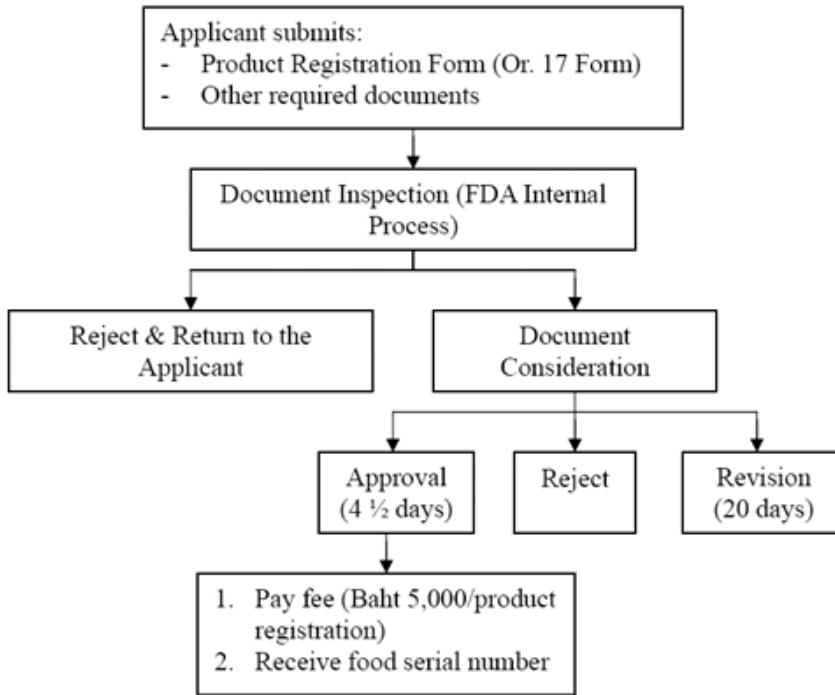 Applicant submits:
- Product Registration Form (Or. 17 Form)
- Other required documents
Document Inspection (FDA Internal
Process)
Reject & Return to the
Applicant
Document
Consideration
Approval
(4 ½ days)
Reject
Revision
(20 days)
1. Pay fee (Baht 5,000/product
registration)
2. Receive food serial number